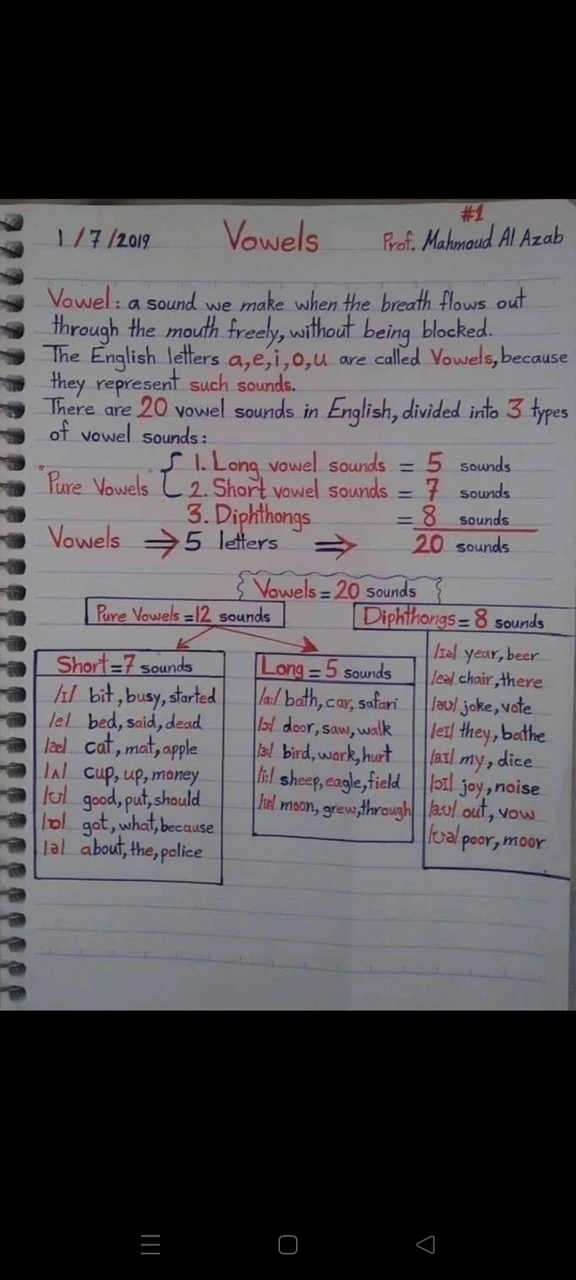 #1
1/7/2019 Vowels Prof. Mahmoud Al Azab
Vowel: a sound we make when the breath flows out
through the mouth freely, without being blocked.
The English letters a,e,i,o,u are called Vowels, because
they represent such sounds.
There are 20 vowel sounds in English, divided into 3 types
of vowel sounds:
1. Long vowel sounds = 5 sounds
Pure Vowels { 2. Short vowel sounds = 7 sounds
3. Diphthongs = 8 sounds
Vowels ⇒ 5 letters ⇒ 20 sounds
{Vowels = 20 sounds}
Pure Vowels = 12 sounds
Diphthongs = 8 sounds
Short = 7 sounds
/ɪ/ bit, busy, started
/e/ bed, said, dead
/æ/ cat, mat, apple
/ʌ/ cup, up, money
/ʊ/ good, put, should
/ɒ/ got, what, because
/ə/ about, the, police
Long = 5 sounds
/ɑ:/ bath, car, safari
/ɔ:/ door, saw, walk
/ɜ:/ bird, work, hurt
/i:/ sheep, eagle, field
/u:/ moon, grew, through
/ɪə/ year, beer
/eə/ chair, there
/əʊ/ joke, vote
/eɪ/ they, bathe
/aɪ/ my, dice
/ɔɪ/ joy, noise
/aʊ/ out, vow
/ʊə/ poor, moor